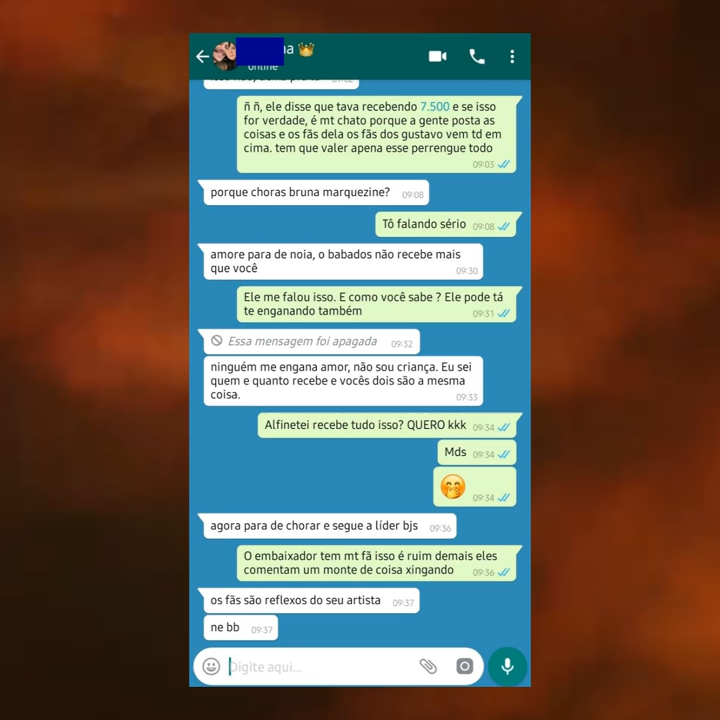 na 👑
online
09:02
ñ ñ, ele disse que tava recebendo 7.500 e se isso
for verdade, é mt chato porque a gente posta as
coisas e os fãs dela os fãs dos gustavo vem td em
cima. tem que valer apena esse perrengue todo
09:03
porque choras bruna marquezine? 09:08
Tô falando sério 09:08
amore para de noia, o babados não recebe mais
que você 09:30
Ele me falou isso. E como você sabe ? Ele pode tá
te enganando também 09:31
Essa mensagem foi apagada 09:32
ninguém me engana amor, não sou criança. Eu sei
quem e quanto recebe e vocês dois são a mesma
coisa. 09:33
Alfinetei recebe tudo isso? QUERO kkk 09:34
Mds 09:34
🤭 09:34
agora para de chorar e segue a líder bjs 09:36
O embaixador tem mt fã isso é ruim demais eles
comentam um monte de coisa xingando 09:36
os fãs são reflexos do seu artista 09:37
ne bb 09:37
Digite aqui...